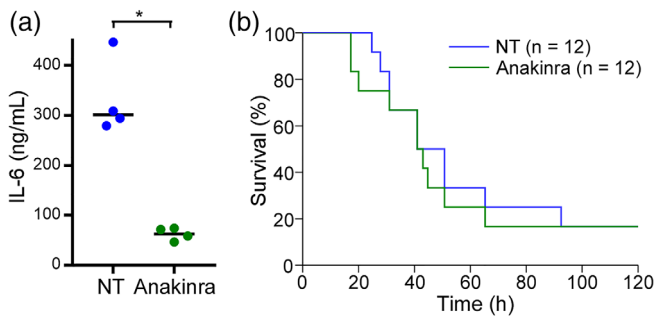 (a)
*
IL-6 (ng/mL)
400
300
200
100
0
NT Anakinra
(b)
NT (n = 12)
Anakinra (n = 12)
Survival (%)
100
80
60
40
20
0
0 20 40 60 80 100 120
Time (h)